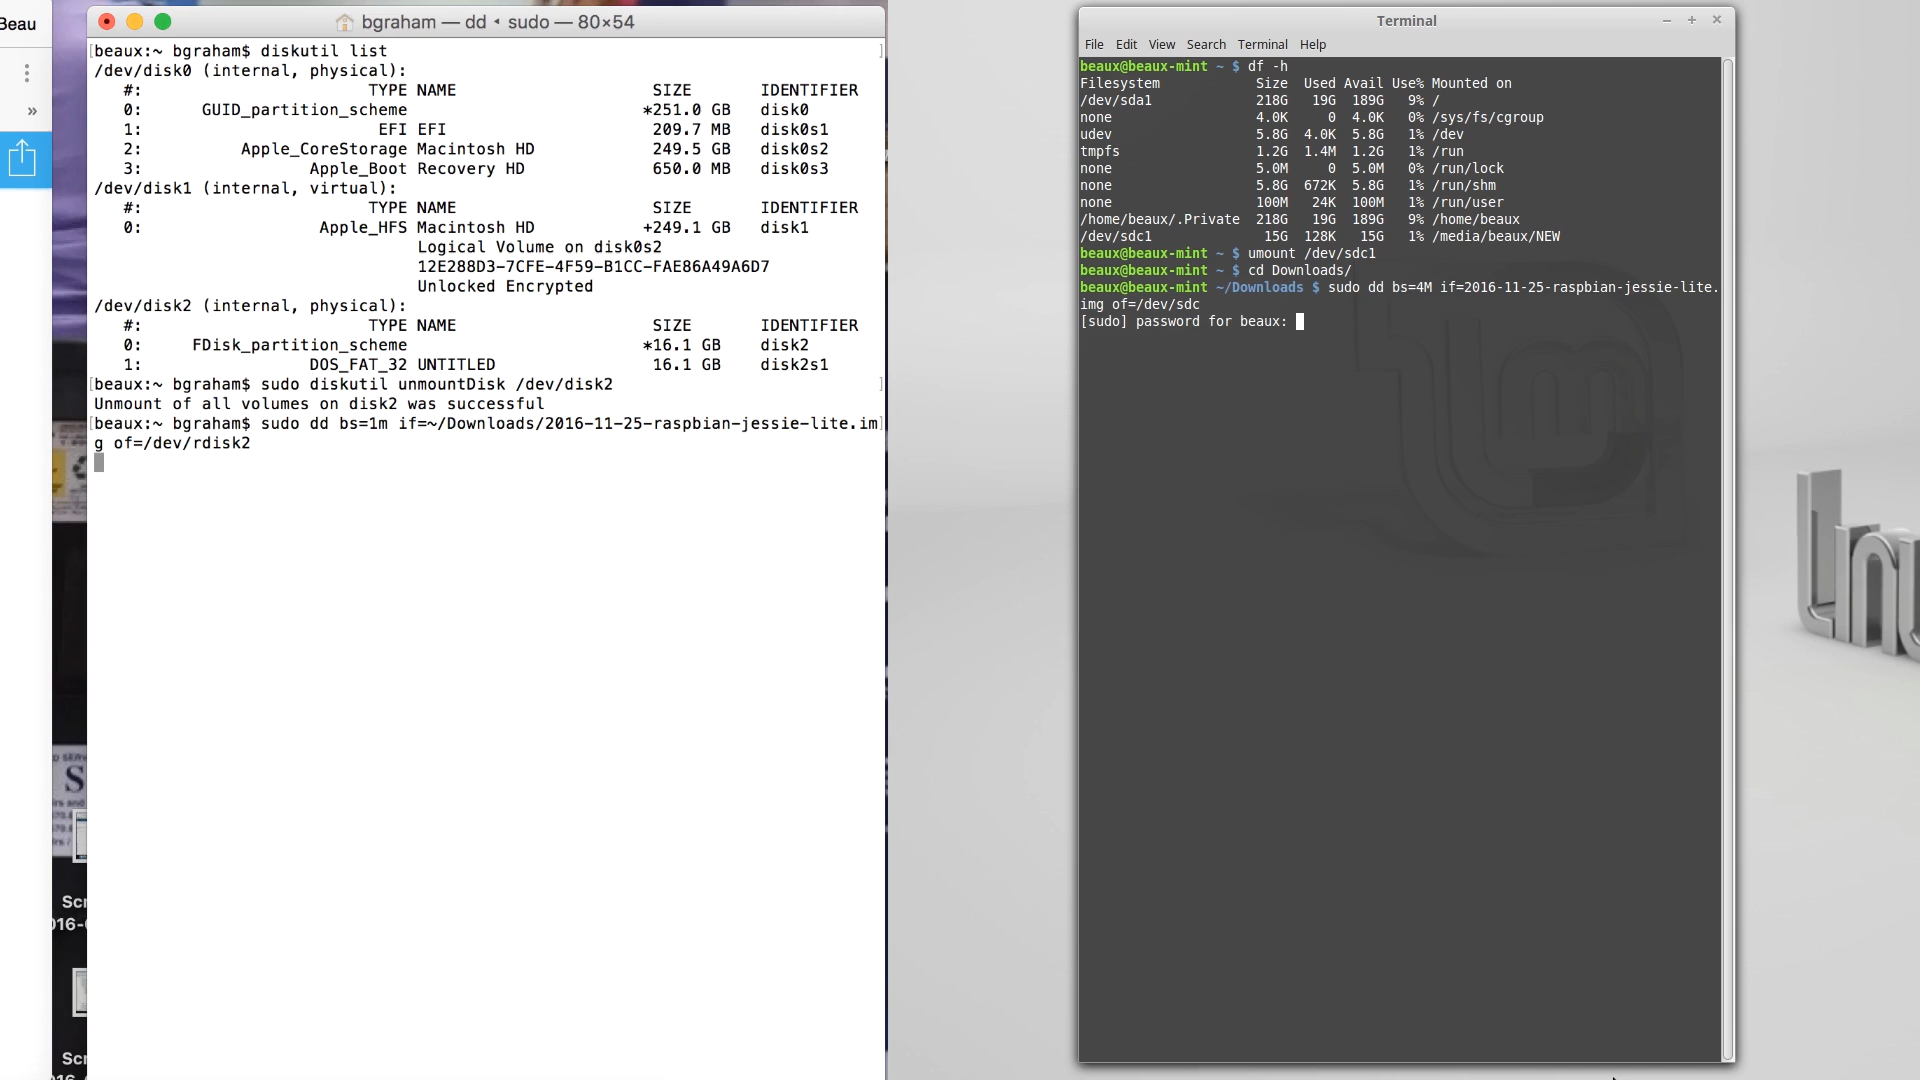 Beau
»
bgraham — dd ◂ sudo — 80×54
[beaux:~ bgraham$ diskutil list ]
/dev/disk0 (internal, physical):
#: TYPE NAME SIZE IDENTIFIER
0: GUID_partition_scheme *251.0 GB disk0
1: EFI EFI 209.7 MB disk0s1
2: Apple_CoreStorage Macintosh HD 249.5 GB disk0s2
3: Apple_Boot Recovery HD 650.0 MB disk0s3
/dev/disk1 (internal, virtual):
#: TYPE NAME SIZE IDENTIFIER
0: Apple_HFS Macintosh HD +249.1 GB disk1
Logical Volume on disk0s2
12E288D3-7CFE-4F59-B1CC-FAE86A49A6D7
Unlocked Encrypted
/dev/disk2 (internal, physical):
#: TYPE NAME SIZE IDENTIFIER
0: FDisk_partition_scheme *16.1 GB disk2
1: DOS_FAT_32 UNTITLED 16.1 GB disk2s1
[beaux:~ bgraham$ sudo diskutil unmountDisk /dev/disk2 ]
Unmount of all volumes on disk2 was successful
[beaux:~ bgraham$ sudo dd bs=1m if=~/Downloads/2016-11-25-raspbian-jessie-lite.im]
g of=/dev/rdisk2
Scr
016-
Scr
Terminal
File Edit View Search Terminal Help
beaux@beaux-mint ~ $ df -h
Filesystem Size Used Avail Use% Mounted on
/dev/sda1 218G 19G 189G 9% /
none 4.0K 0 4.0K 0% /sys/fs/cgroup
udev 5.8G 4.0K 5.8G 1% /dev
tmpfs 1.2G 1.4M 1.2G 1% /run
none 5.0M 0 5.0M 0% /run/lock
none 5.8G 672K 5.8G 1% /run/shm
none 100M 24K 100M 1% /run/user
/home/beaux/.Private 218G 19G 189G 9% /home/beaux
/dev/sdc1 15G 128K 15G 1% /media/beaux/NEW
beaux@beaux-mint ~ $ umount /dev/sdc1
beaux@beaux-mint ~ $ cd Downloads/
beaux@beaux-mint ~/Downloads $ sudo dd bs=4M if=2016-11-25-raspbian-jessie-lite.
img of=/dev/sdc
[sudo] password for beaux: